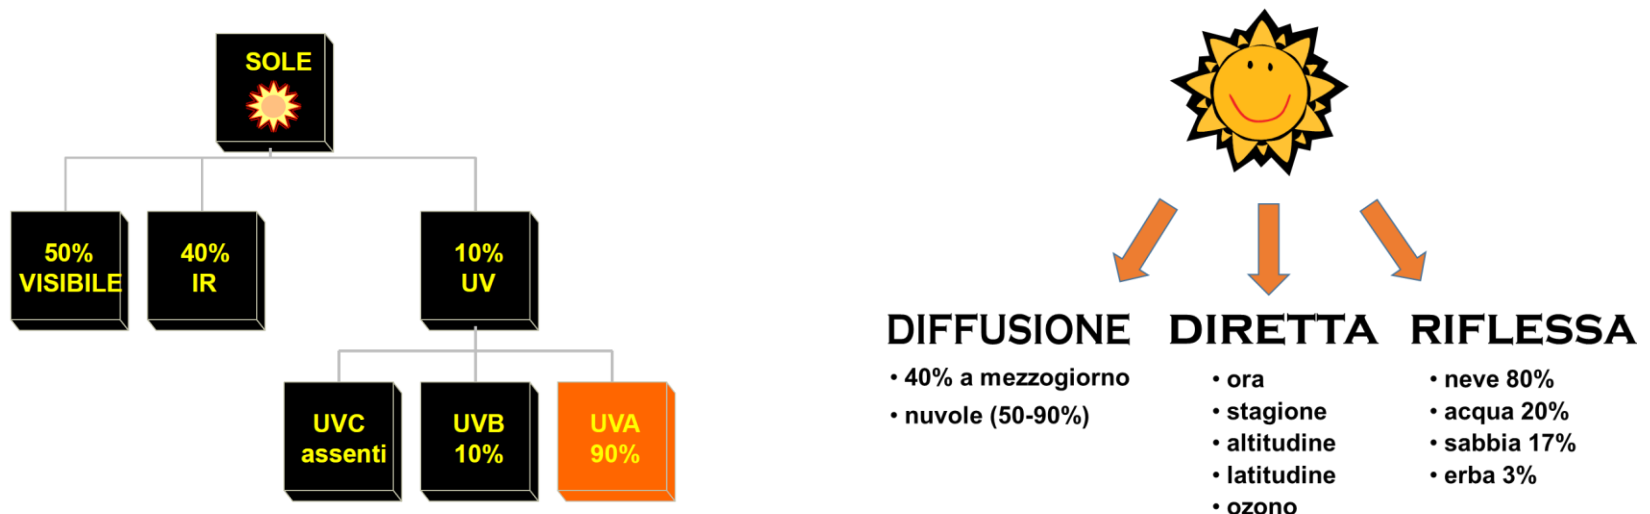 SOLE
50%
VISIBILE
40%
IR
10%
UV
UVC
assenti
UVB
10%
UVA
90%
DIFFUSIONE
• 40% a mezzogiorno
• nuvole (50-90%)
DIRETTA
• ora
• stagione
• altitudine
• latitudine
• ozono
RIFLESSA
• neve 80%
• acqua 20%
• sabbia 17%
• erba 3%